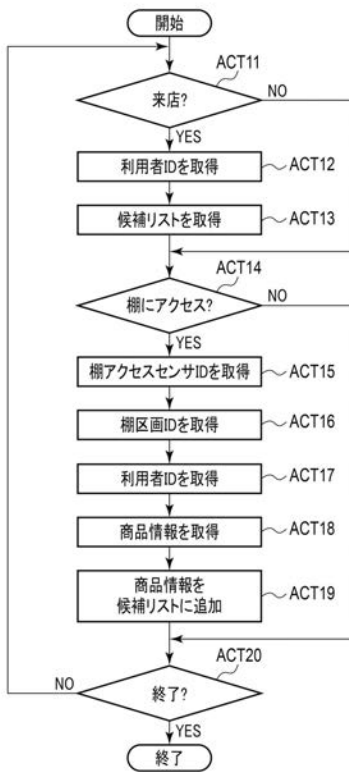 開始
ACT11
来店?
NO
YES
利用者IDを取得
ACT12
候補リストを取得
ACT13
ACT14
棚にアクセス?
NO
YES
棚アクセスセンサIDを取得
ACT15
棚区画IDを取得
ACT16
利用者IDを取得
ACT17
商品情報を取得
ACT18
商品情報を
候補リストに追加
ACT19
ACT20
NO
終了?
YES
終了